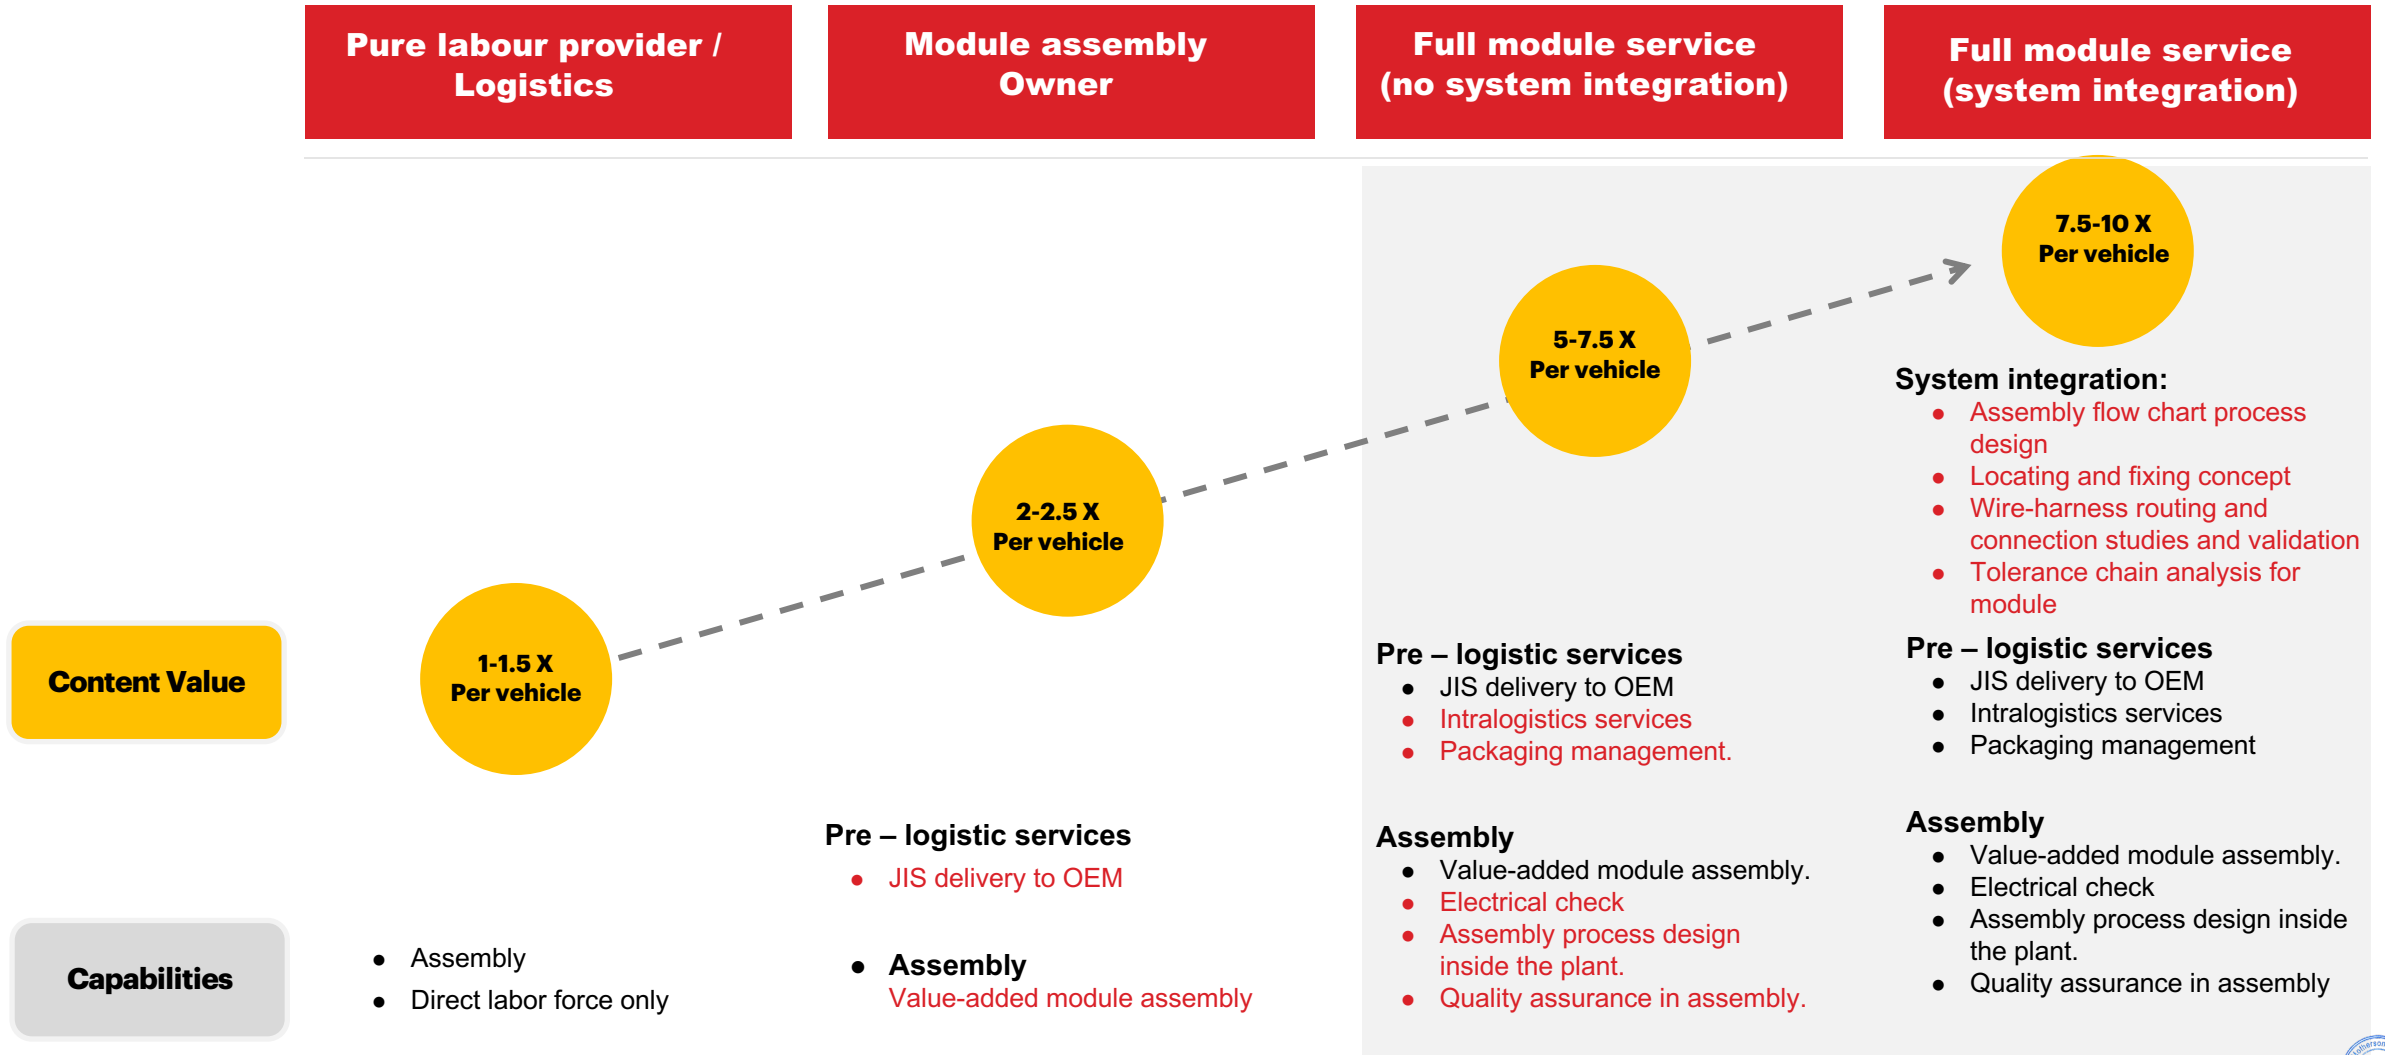 Pure labour provider /
Logistics
Module assembly
Owner
Full module service
(no system integration)
Full module service
(system integration)
7.5-10 X
Per vehicle
5-7.5 X
Per vehicle
2-2.5 X
Per vehicle
1-1.5 X
Per vehicle
Content Value
Capabilities
● Assembly
● Direct labor force only
Pre – logistic services
● JIS delivery to OEM
● Assembly
Value-added module assembly
Pre – logistic services
● JIS delivery to OEM
● Intralogistics services
● Packaging management.
Assembly
● Value-added module assembly.
● Electrical check
● Assembly process design
inside the plant.
● Quality assurance in assembly.
System integration:
● Assembly flow chart process
design
● Locating and fixing concept
● Wire-harness routing and
connection studies and validation
● Tolerance chain analysis for
module
Pre – logistic services
● JIS delivery to OEM
● Intralogistics services
● Packaging management
Assembly
● Value-added module assembly.
● Electrical check
● Assembly process design inside
the plant.
● Quality assurance in assembly